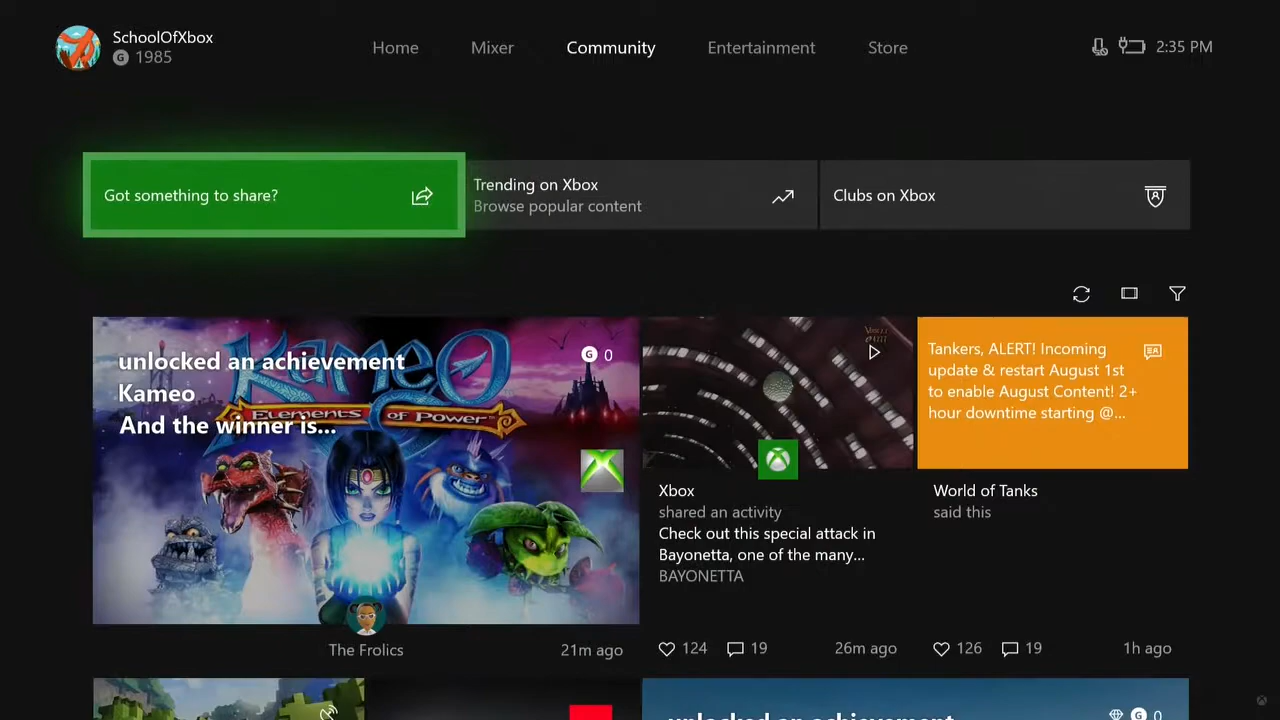 SchoolOfXbox
G 1985
Home
Mixer
Community
Entertainment
Store
2:35 PM
Got something to share?
Trending on Xbox
Browse popular content
Clubs on Xbox
unlocked an achievement
Kameo
And the winner is...
G 0
KAMEO
ELEMENTS OF POWER™
The Frolics
21m ago
Xbox
shared an activity
Check out this special attack in
Bayonetta, one of the many...
BAYONETTA
124
19
26m ago
Tankers, ALERT! Incoming
update & restart August 1st
to enable August Content! 2+
hour downtime starting @...
World of Tanks
said this
126
19
1h ago
unlocked an achievement
G 0